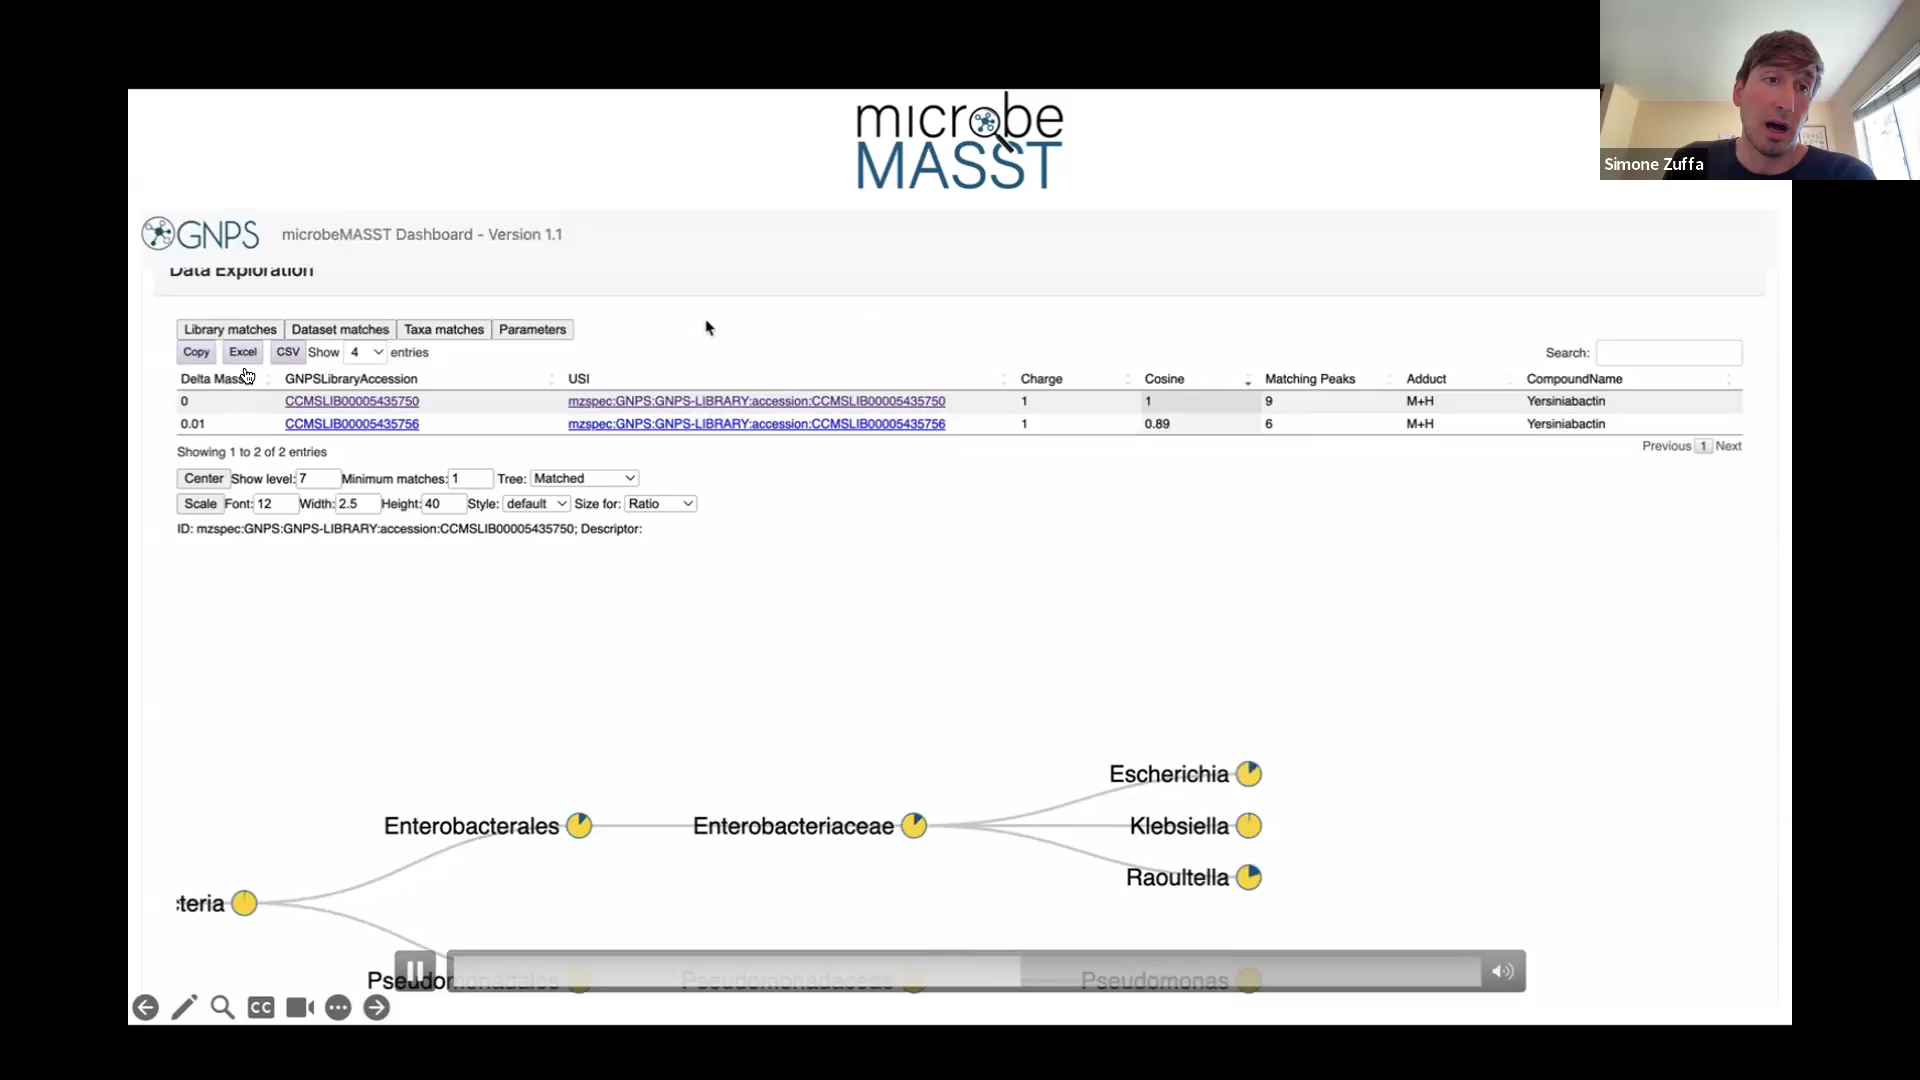 microbe
MASST
Simone Zuffa
GNPS microbeMASST Dashboard - Version 1.1
Data Exploration
Library matches Dataset matches Taxa matches Parameters
Copy Excel CSV Show 4 entries Search:
Delta Mass GNPSLibraryAccession USI Charge Cosine Matching Peaks Adduct CompoundName
0 CCMSLIB00005435750 mzspec:GNPS:GNPS-LIBRARY:accession:CCMSLIB00005435750 1 1 9 M+H Yersiniabactin
0.01 CCMSLIB00005435756 mzspec:GNPS:GNPS-LIBRARY:accession:CCMSLIB00005435756 1 0.89 6 M+H Yersiniabactin
Showing 1 to 2 of 2 entries Previous 1 Next
Center Show level: 7 Minimum matches: 1 Tree: Matched
Scale Font: 12 Width: 2.5 Height: 40 Style: default Size for: Ratio
ID: mzspec:GNPS:GNPS-LIBRARY:accession:CCMSLIB00005435750; Descriptor:
Escherichia
Enterobacterales Enterobacteriaceae Klebsiella
Raoultella
teria
Pseudomonadales Pseudomonadaceae Pseudomonas
CC